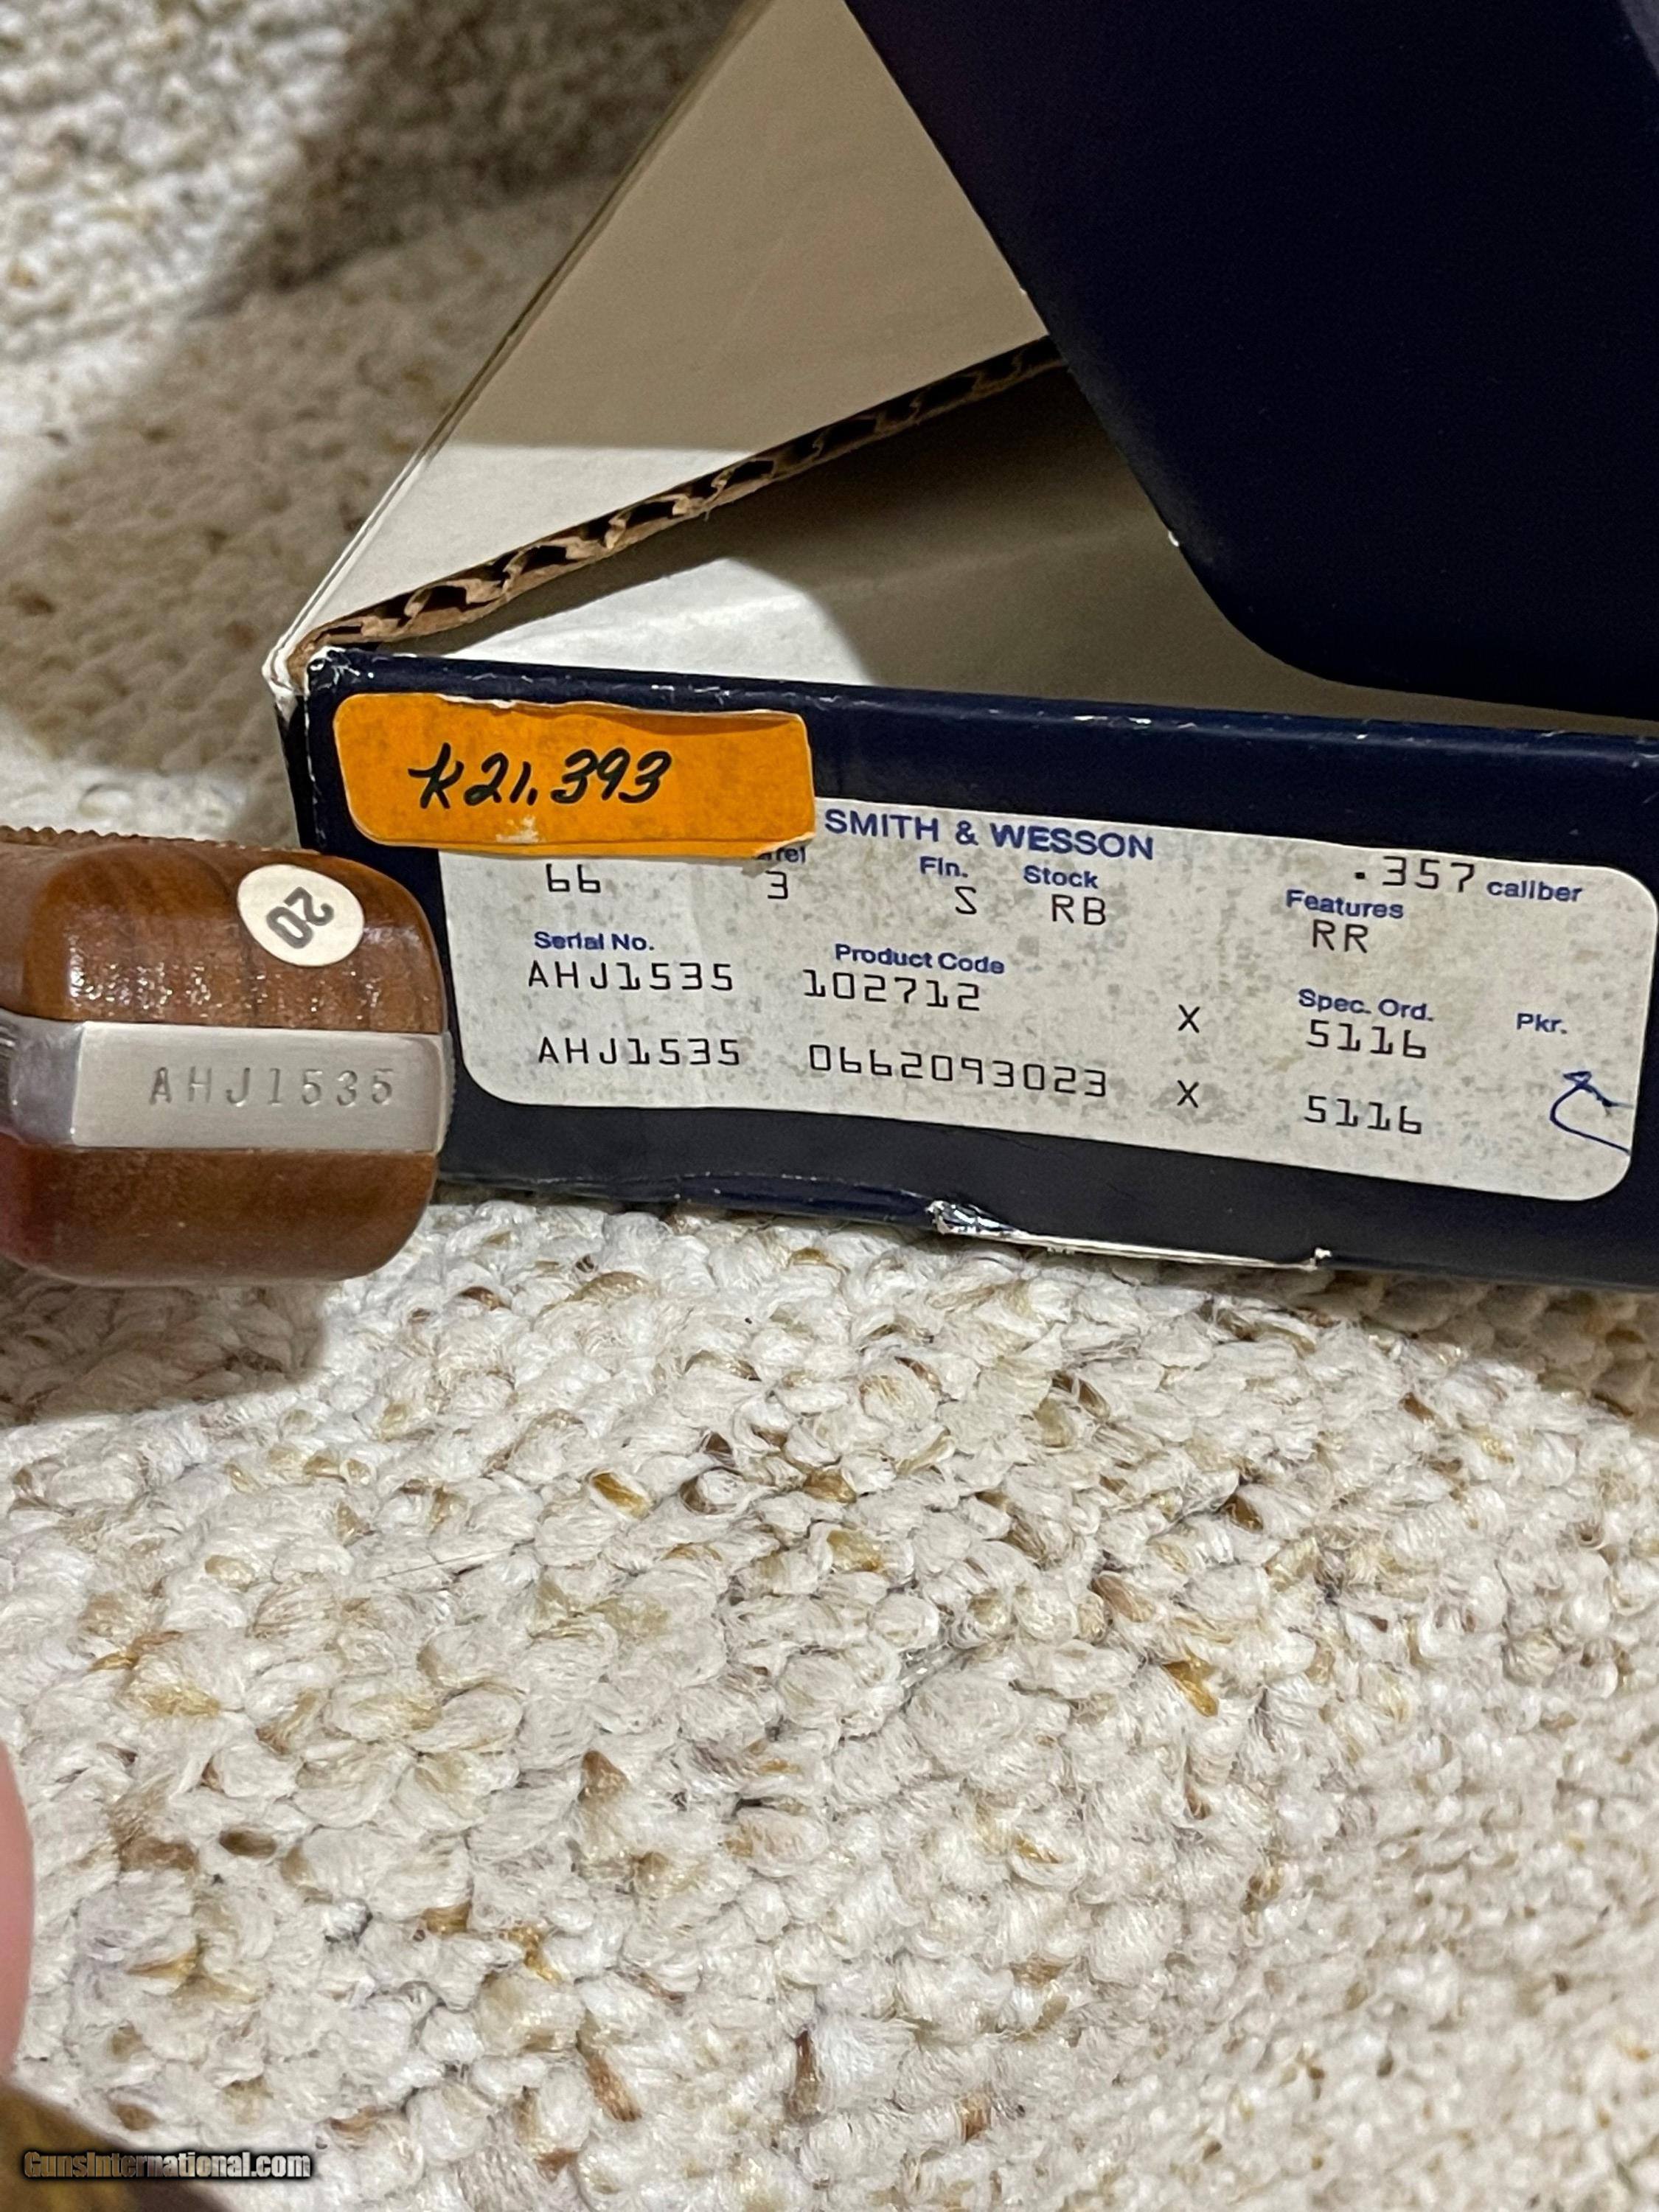 K21,393
SMITH & WESSON
.357 caliber
Fin. Stock Features
66 3 S RB RR
Serial No. Product Code Spec. Ord. Pkr.
AHJ1535 102712 X 5116
AHJ1535 0662093023 X 5116
20
AHJ1535
GunsInternational.com